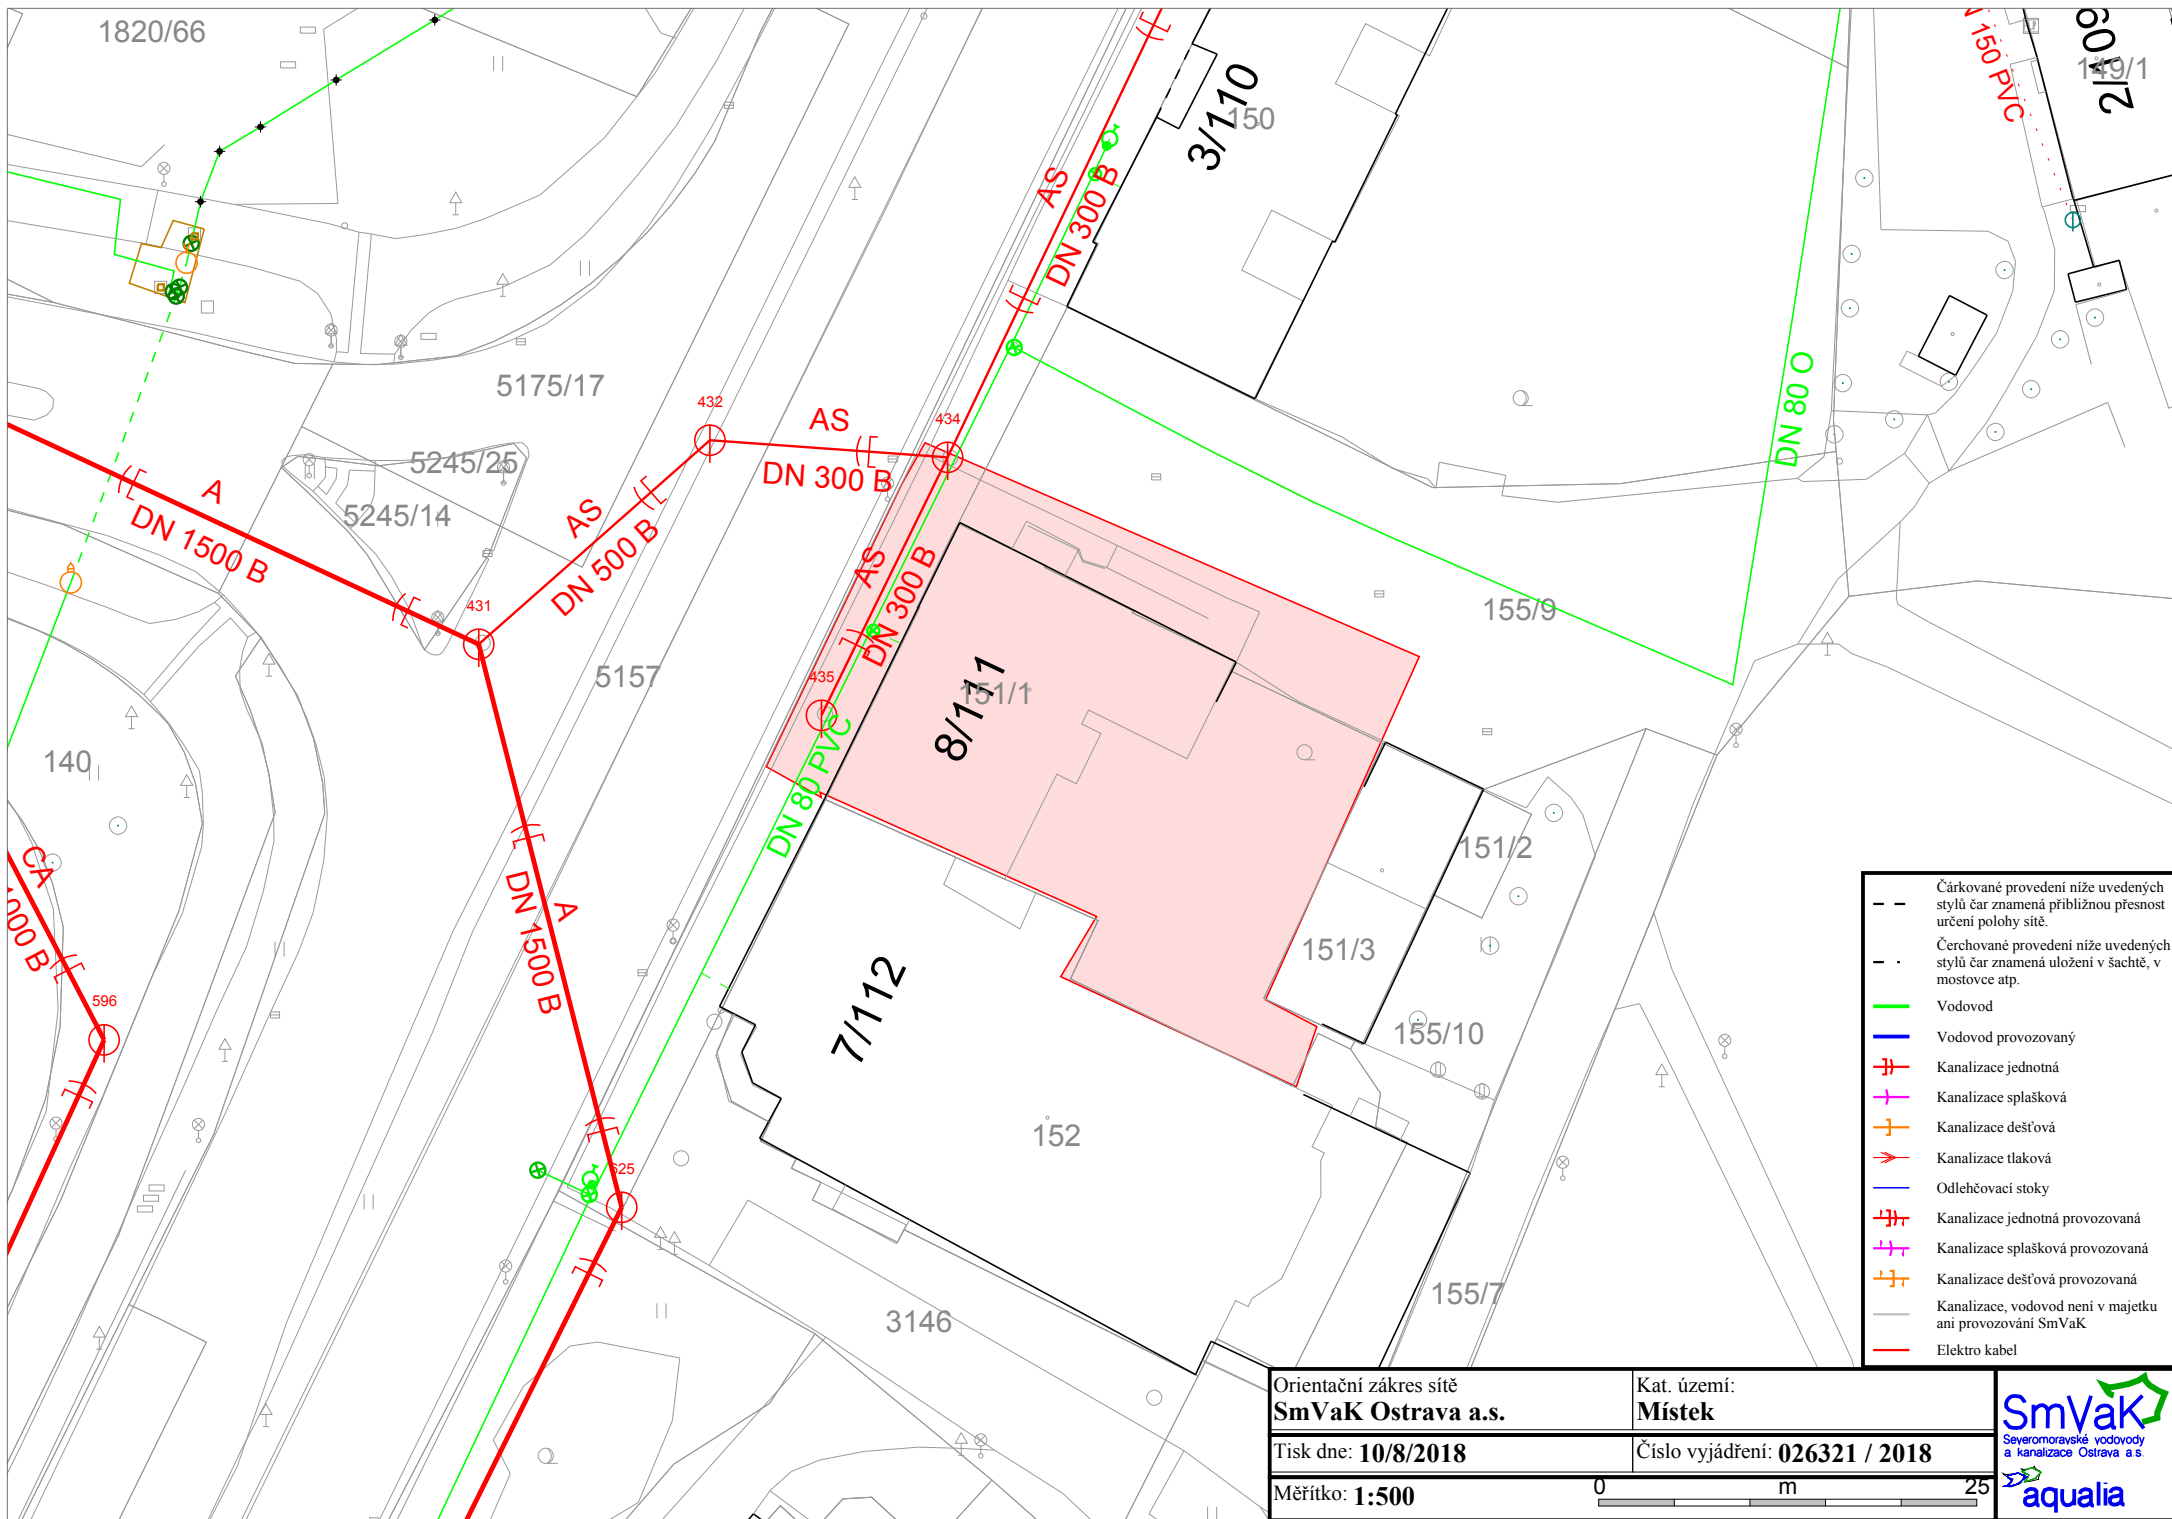 1820/66
3/110
150
DN 150 PVC
2/109
149/1
AS
DN 300 B
5175/17
432
AS
434
DN 300 B
DN 80 O
5245/25
5245/14
A
DN 1500 B
AS
DN 500 B
431
AS
DN 300 B
155/9
5157
435
8/111
151/1
DN 80 PVC
140
151/2
CA
1000 B
A
DN 1500 B
151/3
596
7/112
155/10
152
625
3146
155/7
Čárkované provedení níže uvedených
stylů čar znamená přibližnou přesnost
určení polohy sítě.
Čerchované provedení níže uvedených
stylů čar znamená uložení v šachtě, v
mostovce atp.
Vodovod
Vodovod provozovaný
Kanalizace jednotná
Kanalizace splašková
Kanalizace dešťová
Kanalizace tlaková
Odlehčovací stoky
Kanalizace jednotná provozovaná
Kanalizace splašková provozovaná
Kanalizace dešťová provozovaná
Kanalizace, vodovod není v majetku
ani provozování SmVaK
Elektro kabel
Orientační zákres sítě
SmVaK Ostrava a.s.
Kat. území:
Místek
Tisk dne: 10/8/2018
Číslo vyjádření: 026321 / 2018
Měřítko: 1:500
0 m 25
SmVaK
Severomoravské vodovody
a kanalizace Ostrava a.s.
aqualia